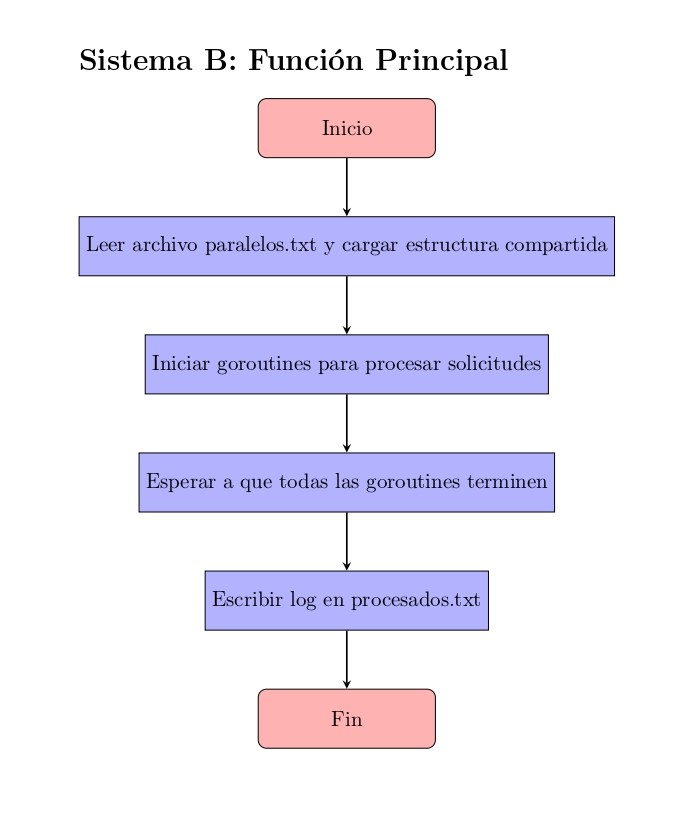 Sistema B: Función Principal
Inicio
Leer archivo paralelos.txt y cargar estructura compartida
Iniciar goroutines para procesar solicitudes
Esperar a que todas las goroutines terminen
Escribir log en procesados.txt
Fin